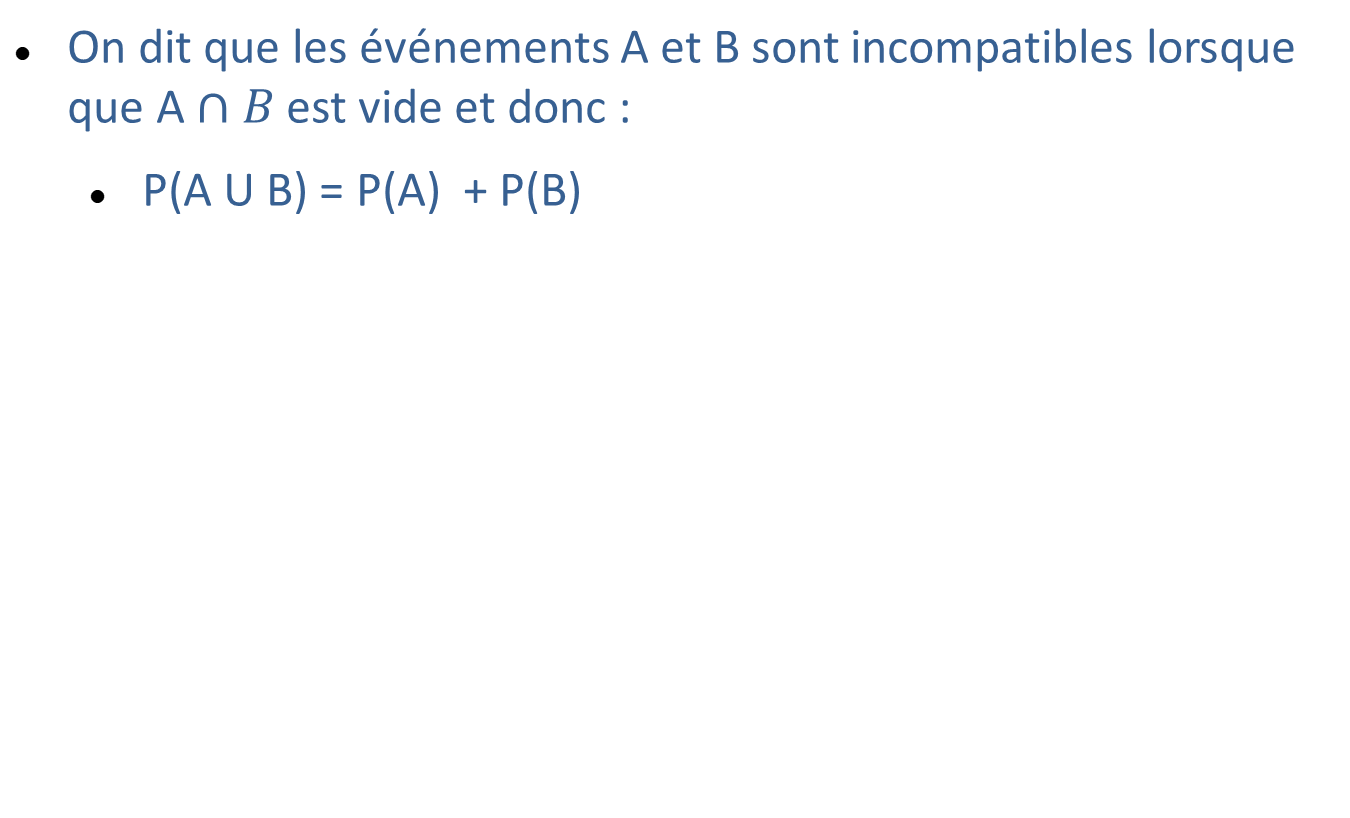 • On dit que les événements A et B sont incompatibles lorsque
que A ∩ B est vide et donc :
• P(A U B) = P(A) + P(B)